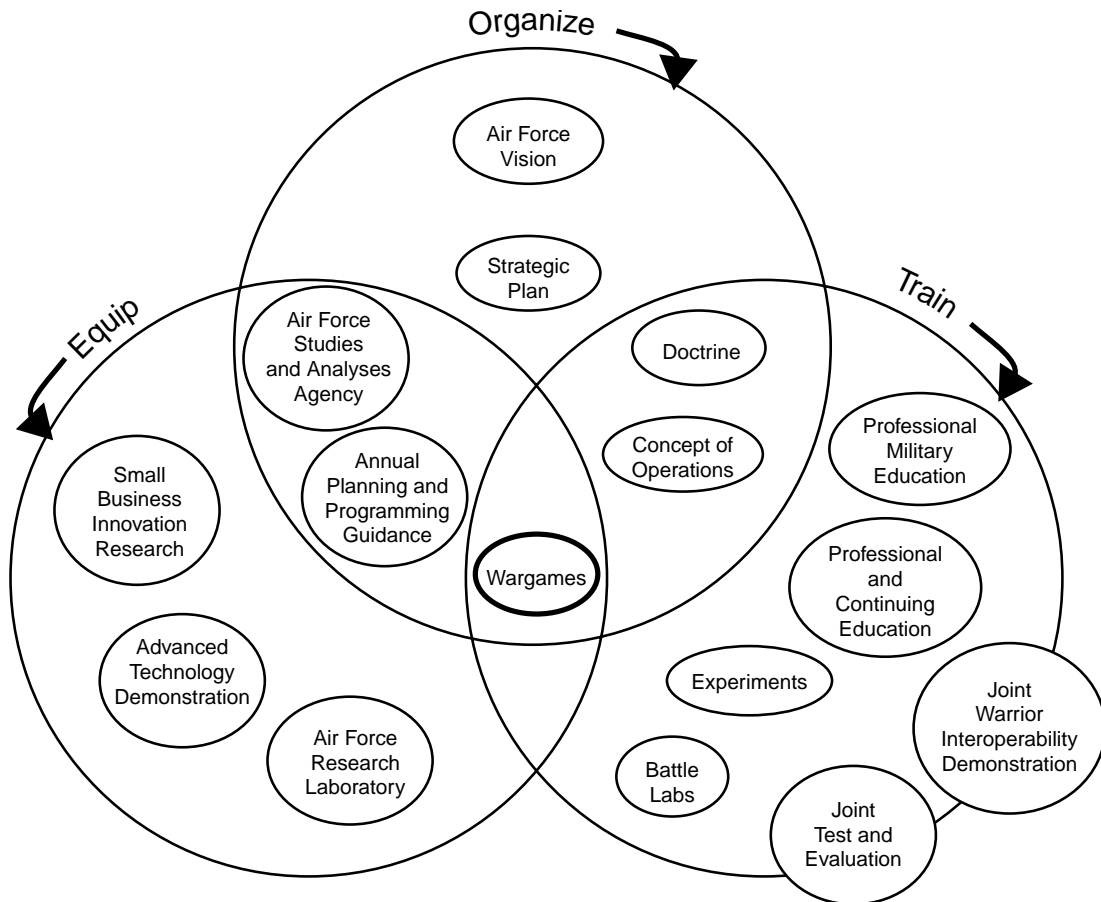 Organize
Air Force
Vision
Strategic
Plan
Equip
Train
Air Force
Studies
and Analyses
Agency
Doctrine
Annual
Planning and
Programming
Guidance
Concept of
Operations
Professional
Military
Education
Small
Business
Innovation
Research
Wargames
Professional
and
Continuing
Education
Advanced
Technology
Demonstration
Experiments
Joint
Warrior
Interoperability
Demonstration
Air Force
Research
Laboratory
Battle
Labs
Joint
Test and
Evaluation